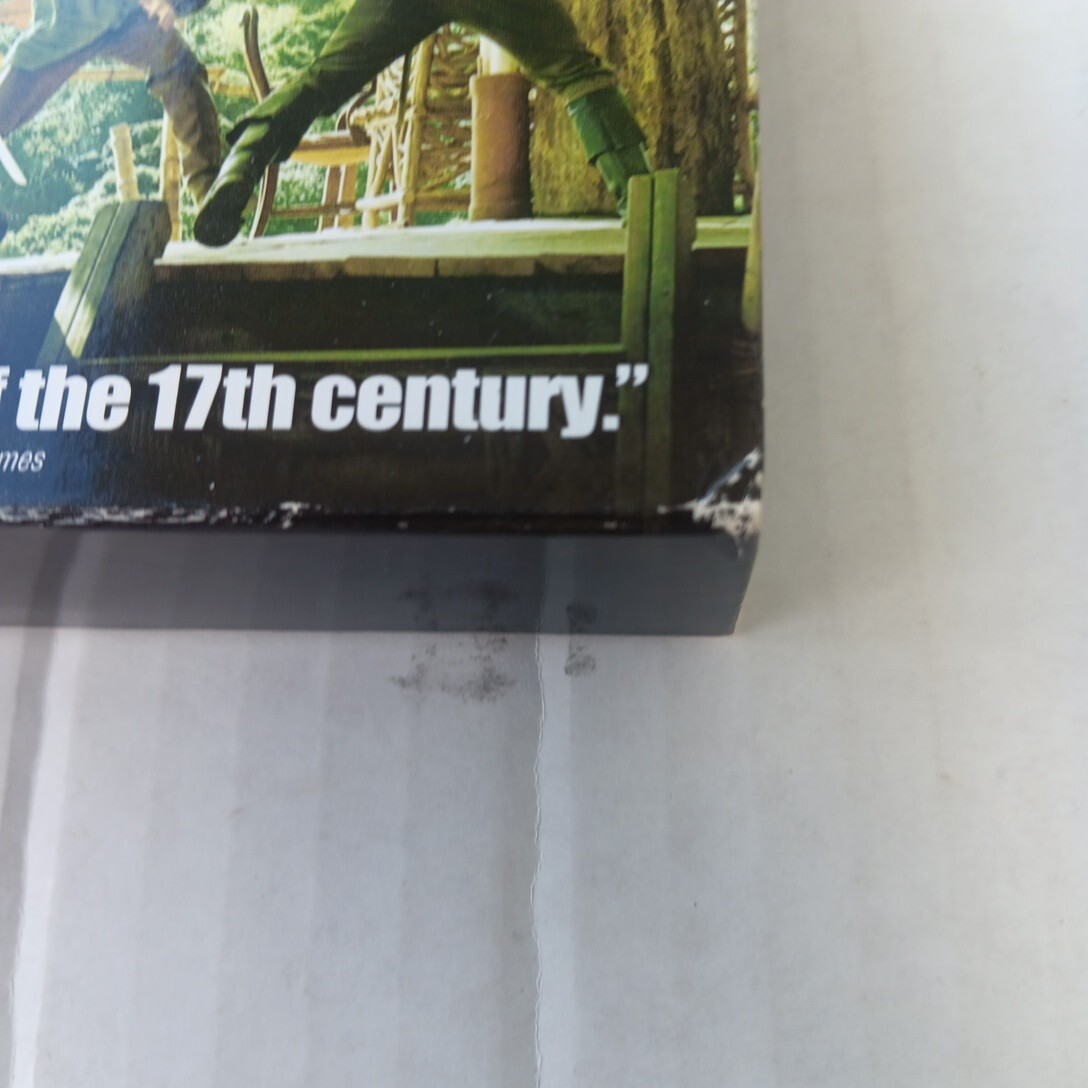 the 17th century.”
mes